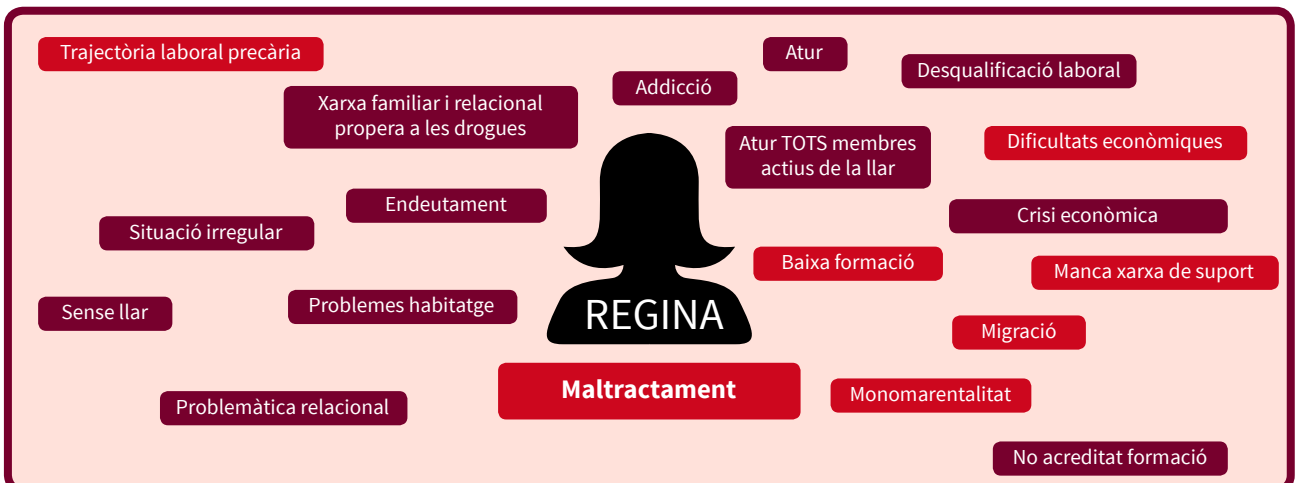 Trajectòria laboral precària
Atur
Desqualificació laboral
Addicció
Xarxa familiar i relacional
propera a les drogues
Atur TOTS membres
actius de la llar
Dificultats econòmiques
Endeutament
Crisi econòmica
Situació irregular
Baixa formació
Manca xarxa de suport
Sense llar
Problemes habitatge
REGINA
Migració
Maltractament
Monomarentalitat
Problemàtica relacional
No acreditat formació